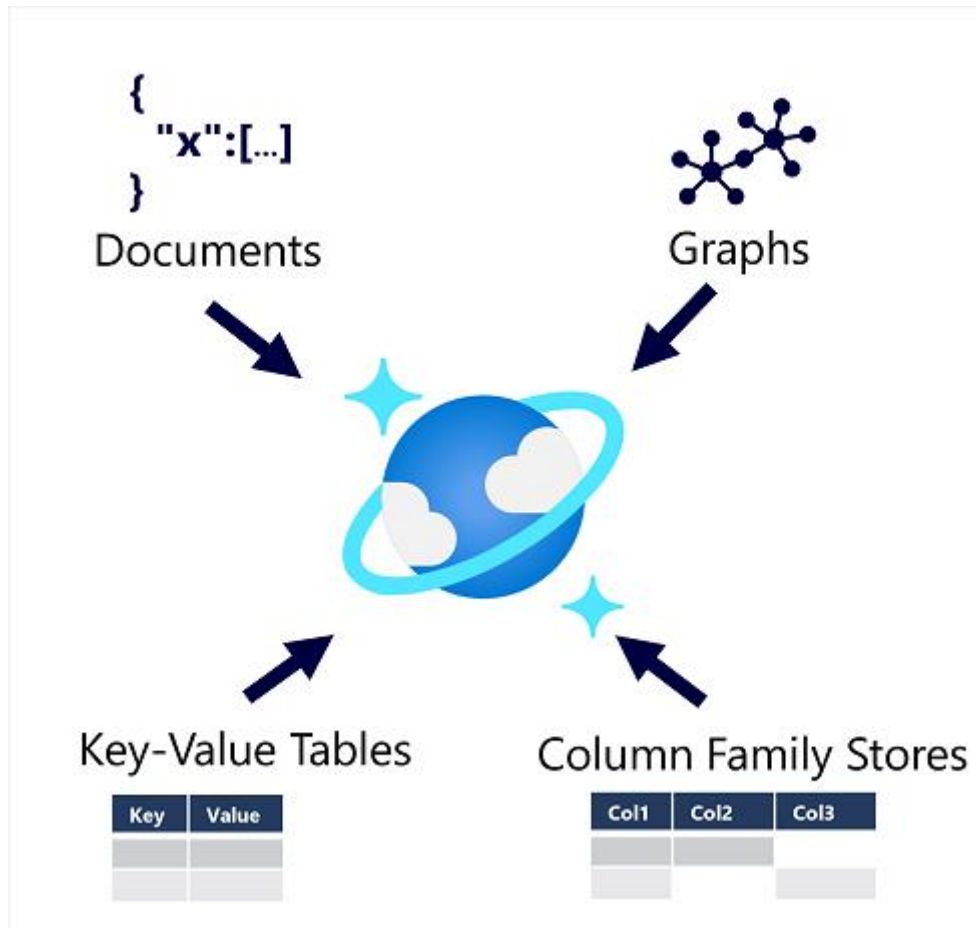 {
"x":[...]
}
Documents
Graphs
Key-Value Tables
Key Value
Column Family Stores
Col1 Col2 Col3